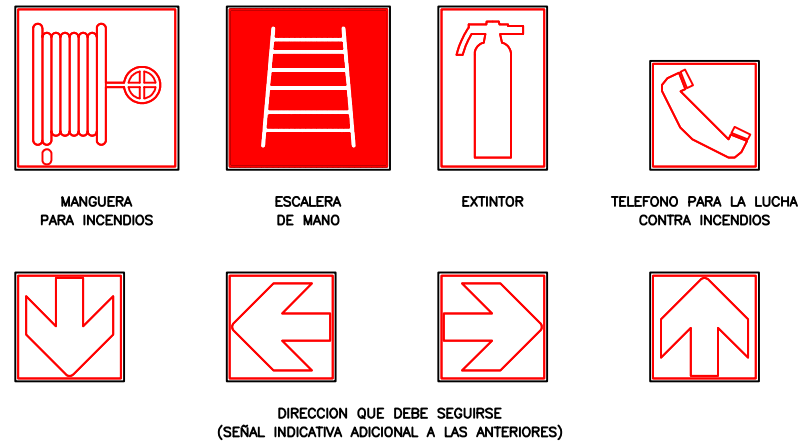 MANGUERA
PARA INCENDIOS
ESCALERA
DE MANO
EXTINTOR
TELEFONO PARA LA LUCHA
CONTRA INCENDIOS
DIRECCION QUE DEBE SEGUIRSE
(SEÑAL INDICATIVA ADICIONAL A LAS ANTERIORES)